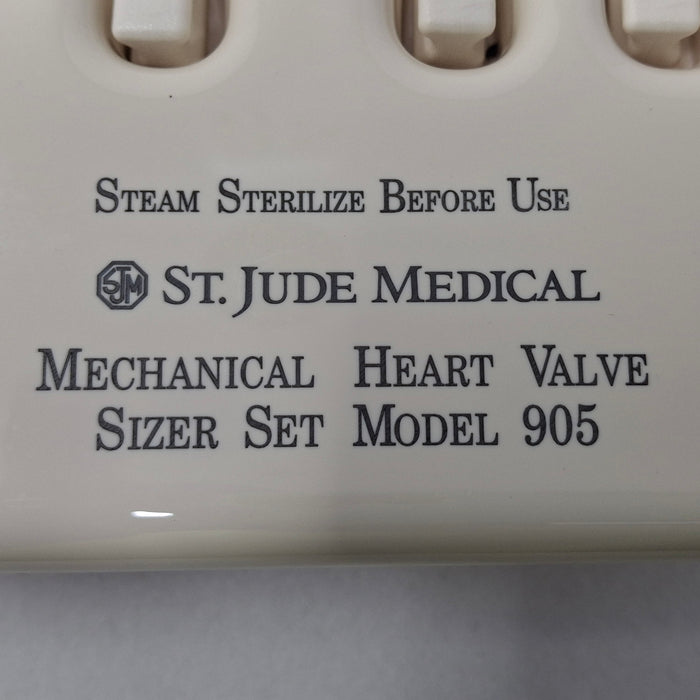 STEAM STERILIZE BEFORE USE
SJM ST. JUDE MEDICAL
MECHANICAL HEART VALVE
SIZER SET MODEL 905